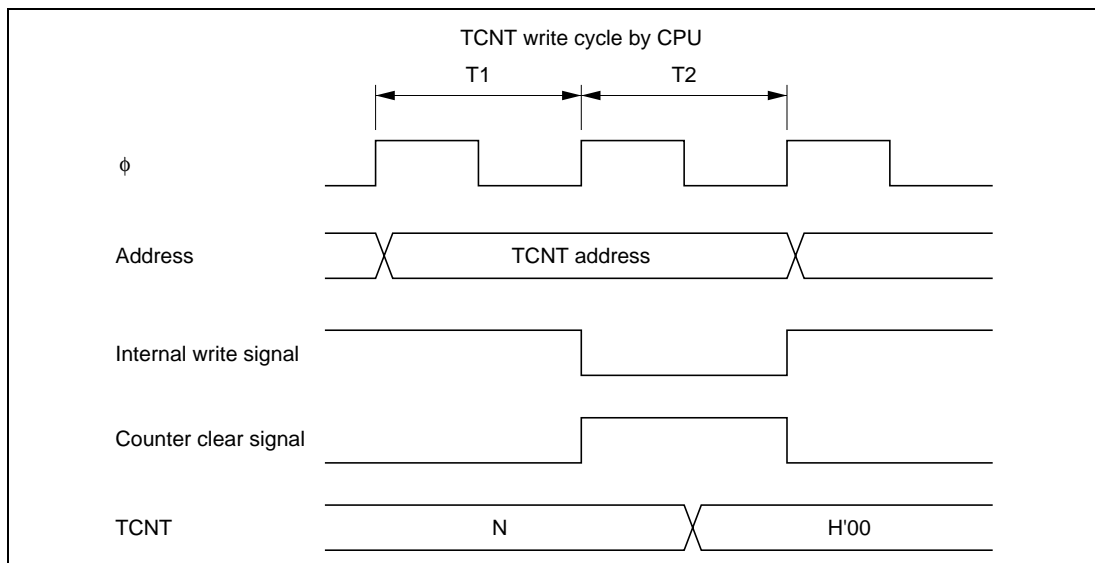 TCNT write cycle by CPU
T1 T2
ϕ
Address TCNT address
Internal write signal
Counter clear signal
TCNT N H'00